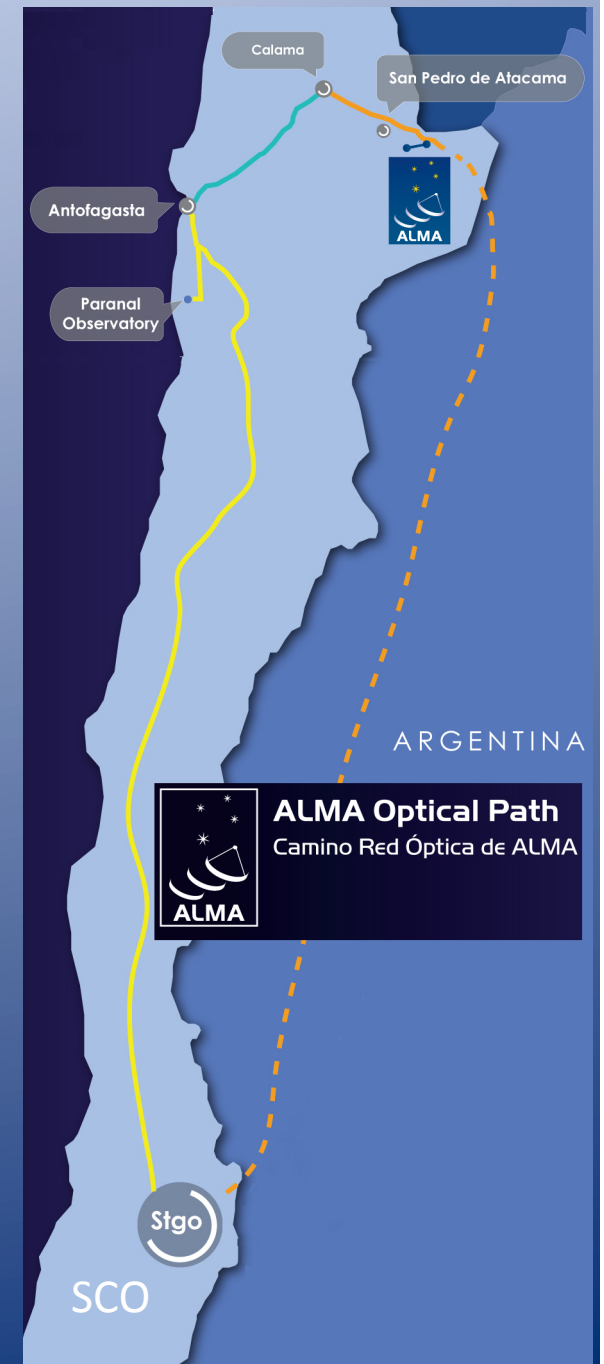 Calama
San Pedro de Atacama
ALMA
Antofagasta
Paranal
Observatory
ARGENTINA
ALMA Optical Path
Camino Red Óptica de ALMA
ALMA
Stgo
SCO